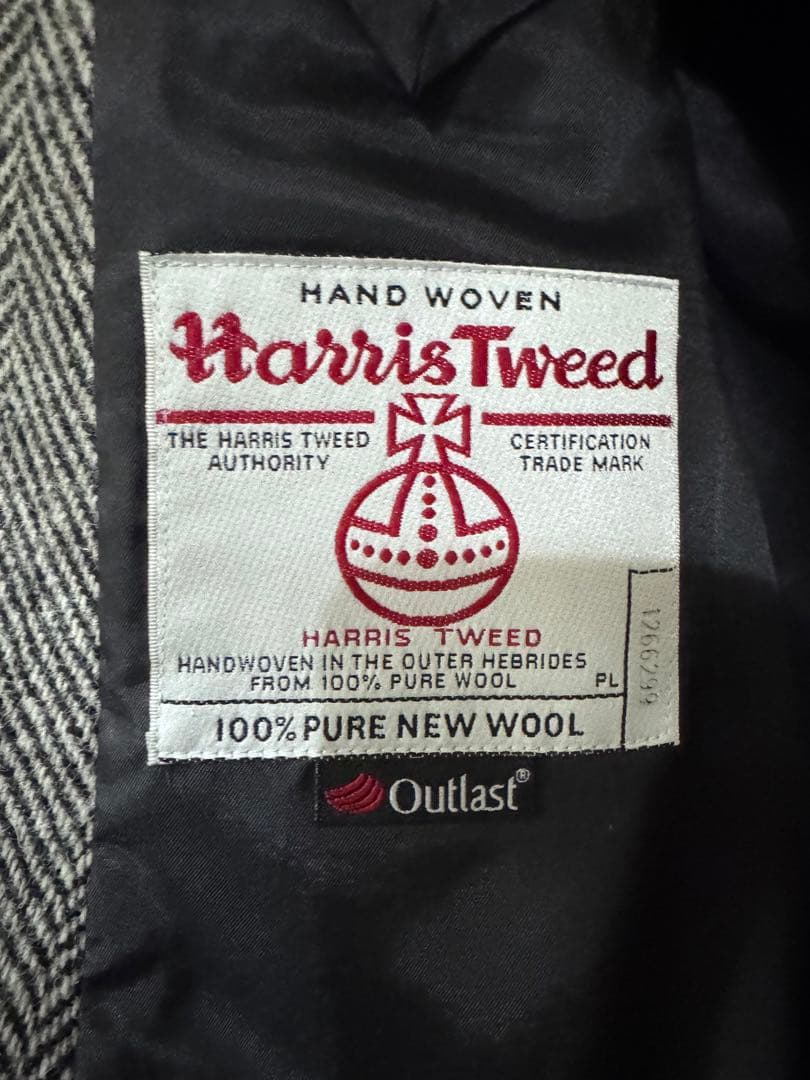 HAND WOVEN
Harris Tweed
THE HARRIS TWEED
AUTHORITY
CERTIFICATION
TRADE MARK
HARRIS TWEED
HANDWOVEN IN THE OUTER HEBRIDES
FROM 100% PURE WOOL
PL
1266299
100% PURE NEW WOOL
Outlast®